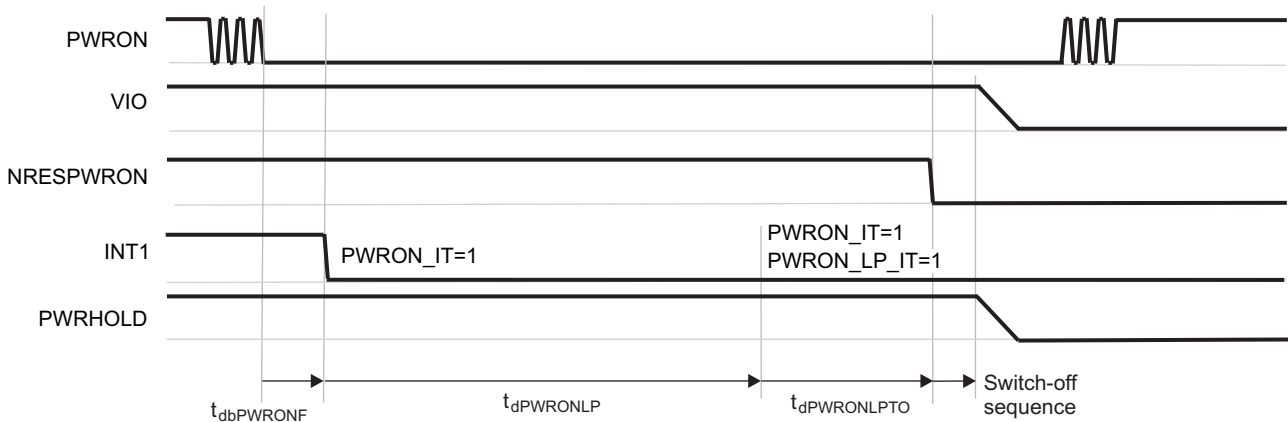 PWRON
VIO
NRESPWRON
INT1
PWRON_IT=1
PWRON_IT=1
PWRON_LP_IT=1
PWRHOLD
tdbPWRONF
tdPWRONLP
tdPWRONLPTO
Switch-off
sequence